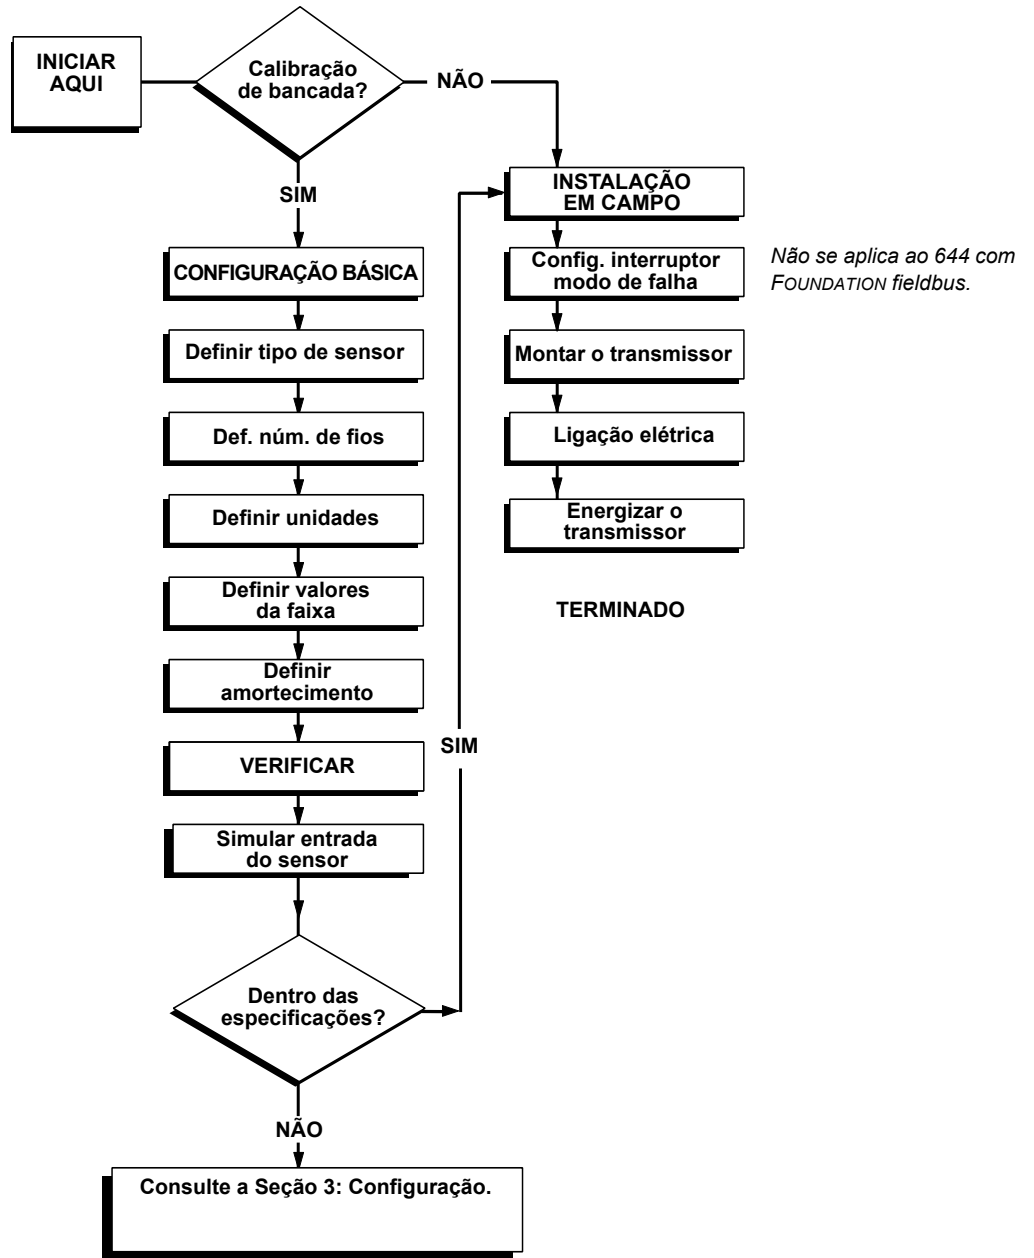 INICIAR
AQUI
Calibração
de bancada?
NÃO
SIM
CONFIGURAÇÃO BÁSICA
Definir tipo de sensor
Def. núm. de fios
Definir unidades
Definir valores
da faixa
Definir
amortecimento
VERIFICAR
Simular entrada
do sensor
Dentro das
especificações?
SIM
NÃO
Consulte a Seção 3: Configuração.
INSTALAÇÃO
EM CAMPO
Config. interruptor
modo de falha
Não se aplica ao 644 com
FOUNDATION fieldbus.
Montar o transmissor
Ligação elétrica
Energizar o
transmissor
TERMINADO